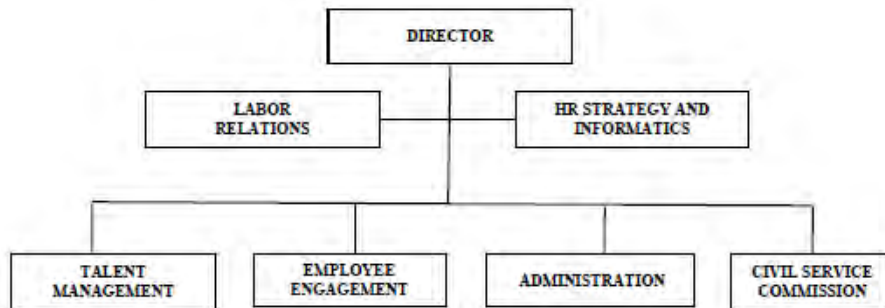 DIRECTOR
LABOR
RELATIONS
HR STRATEGY AND
INFORMATICS
TALENT
MANAGEMENT
EMPLOYEE
ENGAGEMENT
ADMINISTRATION
CIVIL SERVICE
COMMISSION